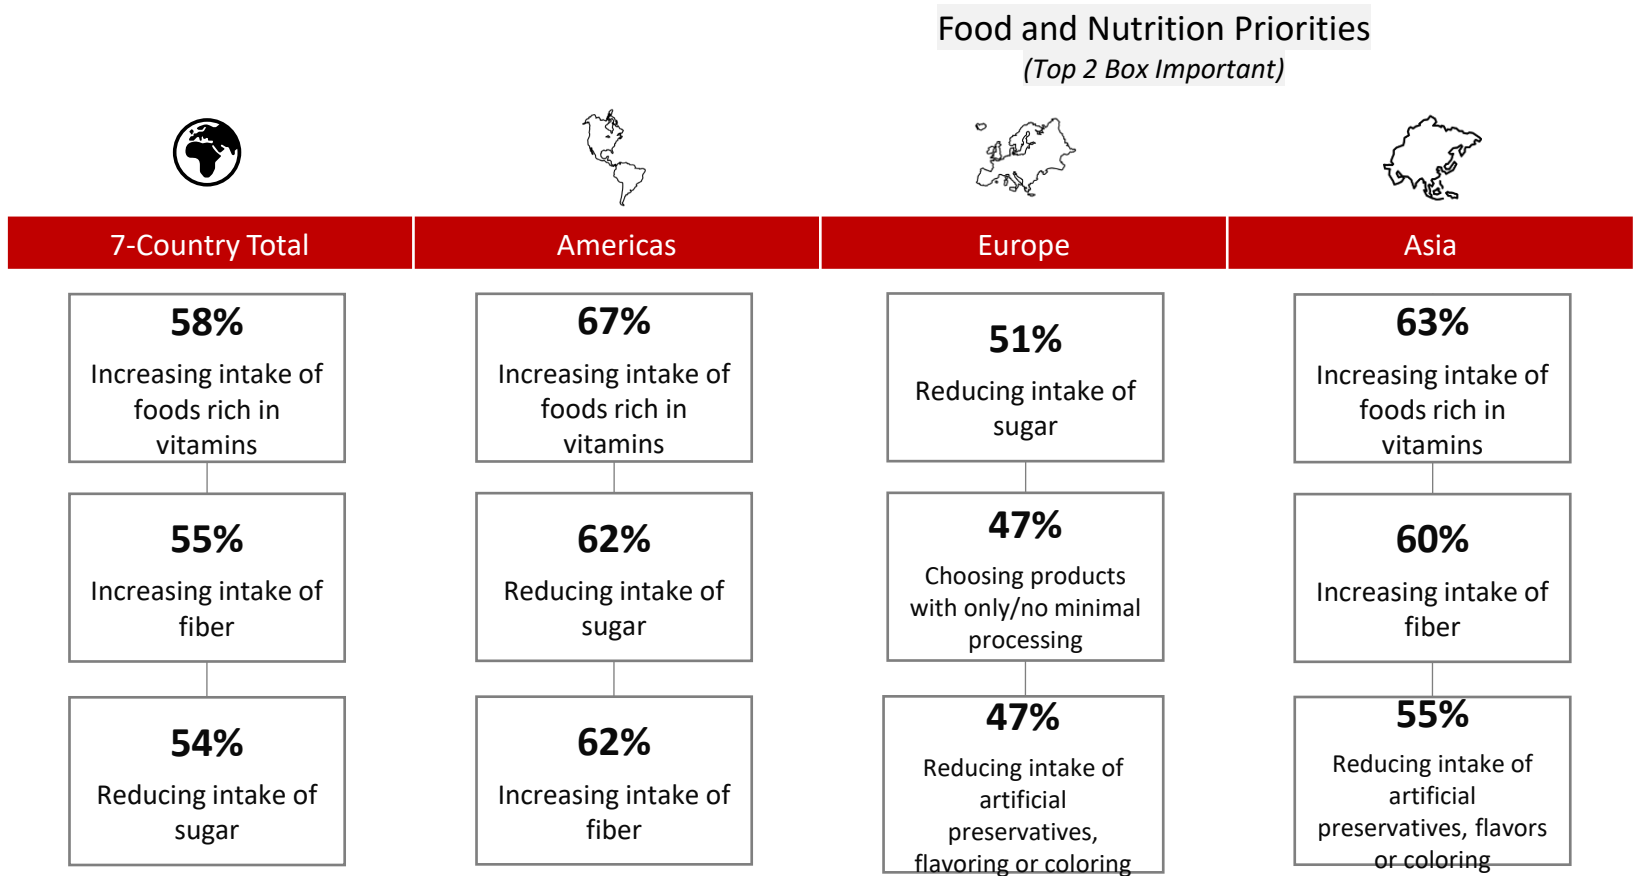 Food and Nutrition Priorities
(Top 2 Box Important)
7-Country Total
Americas
Europe
Asia
58%
Increasing intake of
foods rich in
vitamins
67%
Increasing intake of
foods rich in
vitamins
51%
Reducing intake of
sugar
63%
Increasing intake of
foods rich in
vitamins
55%
Increasing intake of
fiber
62%
Reducing intake of
sugar
47%
Choosing products
with only/no minimal
processing
60%
Increasing intake of
fiber
54%
Reducing intake of
sugar
62%
Increasing intake of
fiber
47%
Reducing intake of
artificial
preservatives,
flavoring or coloring
55%
Reducing intake of
artificial
preservatives, flavors
or coloring